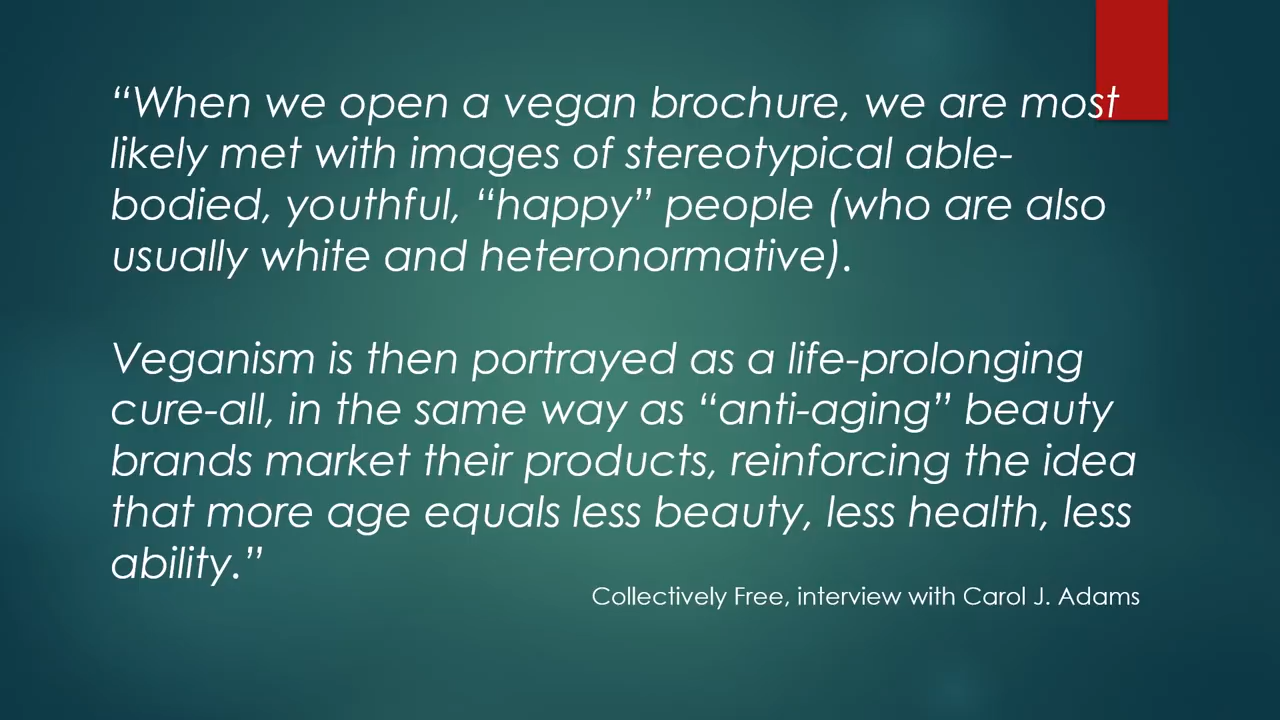 “When we open a vegan brochure, we are most
likely met with images of stereotypical able-
bodied, youthful, “happy” people (who are also
usually white and heteronormative).
Veganism is then portrayed as a life-prolonging
cure-all, in the same way as “anti-aging” beauty
brands market their products, reinforcing the idea
that more age equals less beauty, less health, less
ability.”
Collectively Free, interview with Carol J. Adams